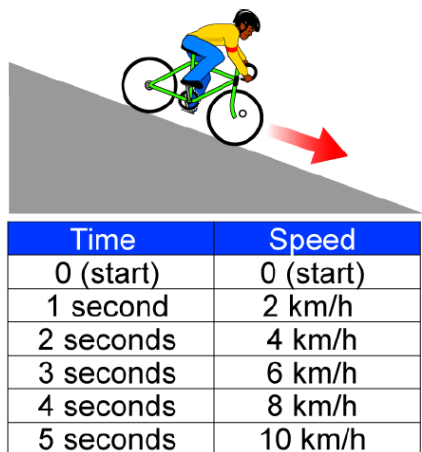 Time Speed
0 (start) 0 (start)
1 second 2 km/h
2 seconds 4 km/h
3 seconds 6 km/h
4 seconds 8 km/h
5 seconds 10 km/h